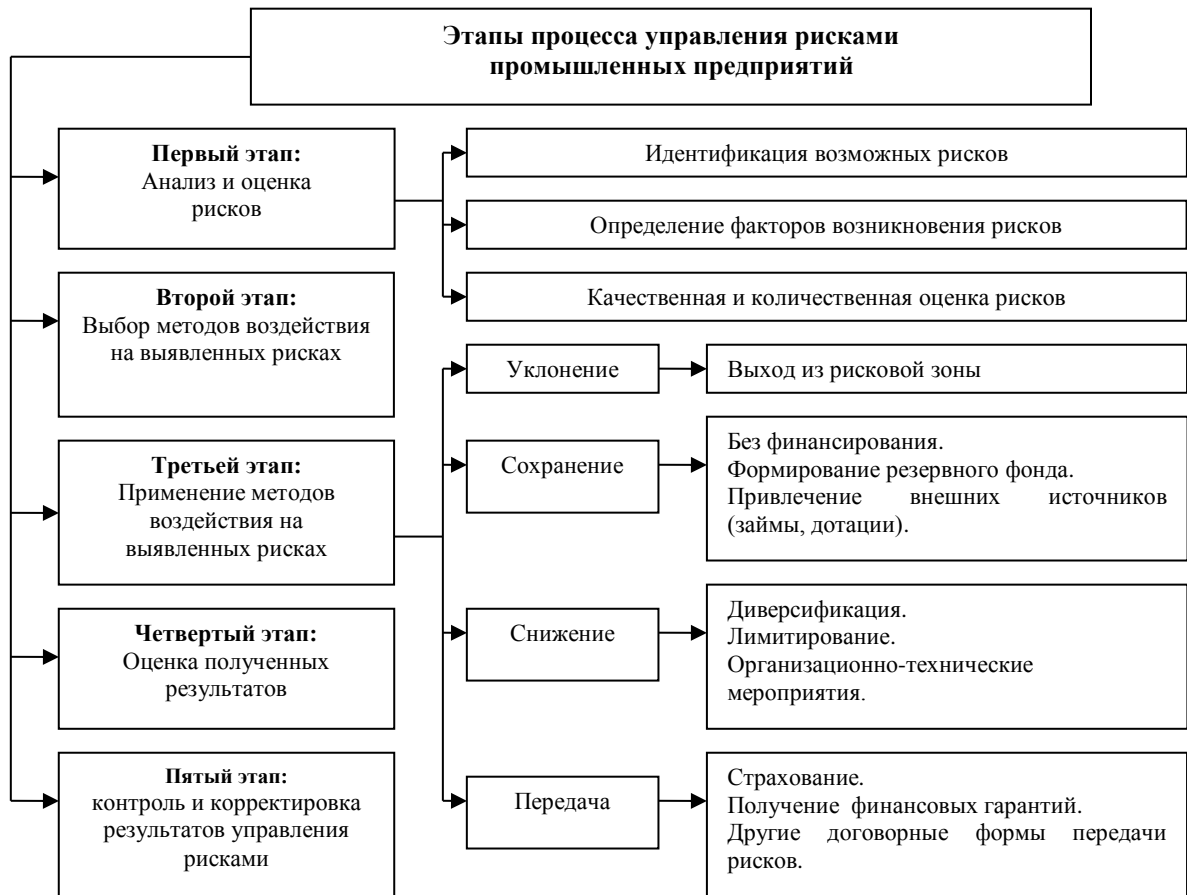 Этапы процесса управления рисками
промышленных предприятий
Первый этап:
Анализ и оценка
рисков
Идентификация возможных рисков
Определение факторов возникновения рисков
Качественная и количественная оценка рисков
Второй этап:
Выбор методов воздействия
на выявленных рисках
Третьей этап:
Применение методов
воздействия на
выявленных рисках
Уклонение
Выход из рисковой зоны
Сохранение
Без финансирования.
Формирование резервного фонда.
Привлечение внешних источников
(займы, дотации).
Снижение
Диверсификация.
Лимитирование.
Организационно-технические
мероприятия.
Передача
Страхование.
Получение финансовых гарантий.
Другие договорные формы передачи
рисков.
Четвертый этап:
Оценка полученных
результатов
Пятый этап:
контроль и корректировка
результатов управления
рисками